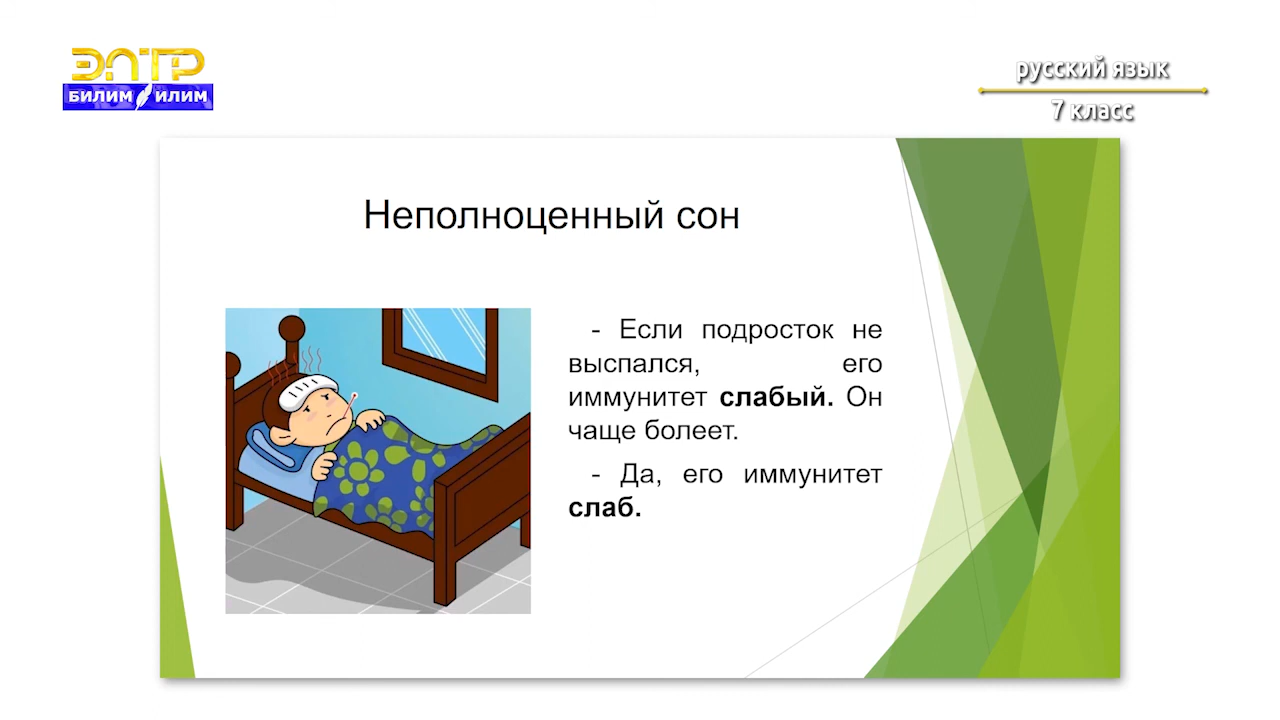 ЭЛТР
БИЛИМ ИЛИМ
русский язык
7 класс
Неполноценный сон
- Если подросток не
выспался, его
иммунитет слабый. Он
чаще болеет.
- Да, его иммунитет
слаб.